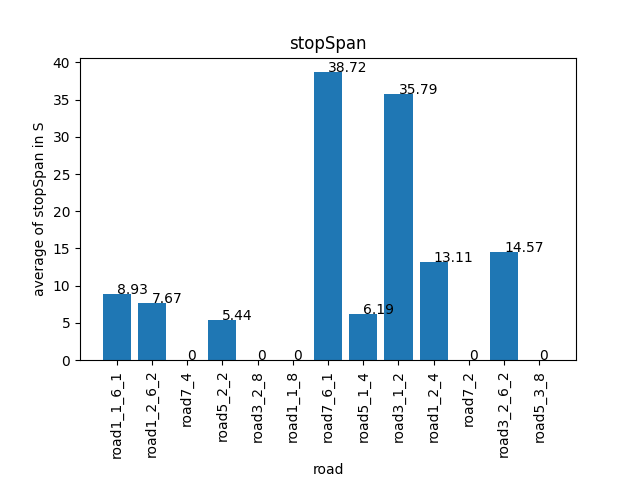 stopSpan
average of stopSpan in S
40
35
30
25
20
15
10
5
0
8.93
7.67
0
5.44
0
0
38.72
6.19
35.79
13.11
0
14.57
0
road1_1_6_1
road1_2_6_2
road7_4
road5_2_2
road3_2_8
road1_1_8
road7_6_1
road5_1_4
road3_1_2
road1_2_4
road7_2
road3_2_6_2
road5_3_8
road